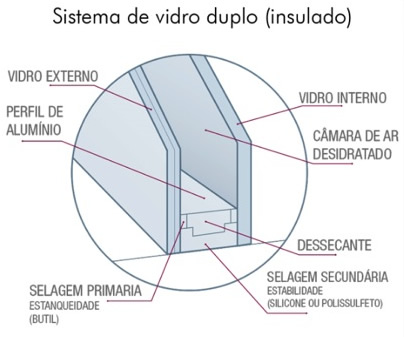 Sistema de vidro duplo (insulado)
VIDRO EXTERNO
PERFIL DE
ALUMÍNIO
VIDRO INTERNO
CÂMARA DE AR
DESIDRATADO
DESSECANTE
SELAGEM PRIMARIA
ESTANQUEIDADE
(BUTIL)
SELAGEM SECUNDÁRIA
ESTABILIDADE
(SILICONE OU POLISSULFETO)